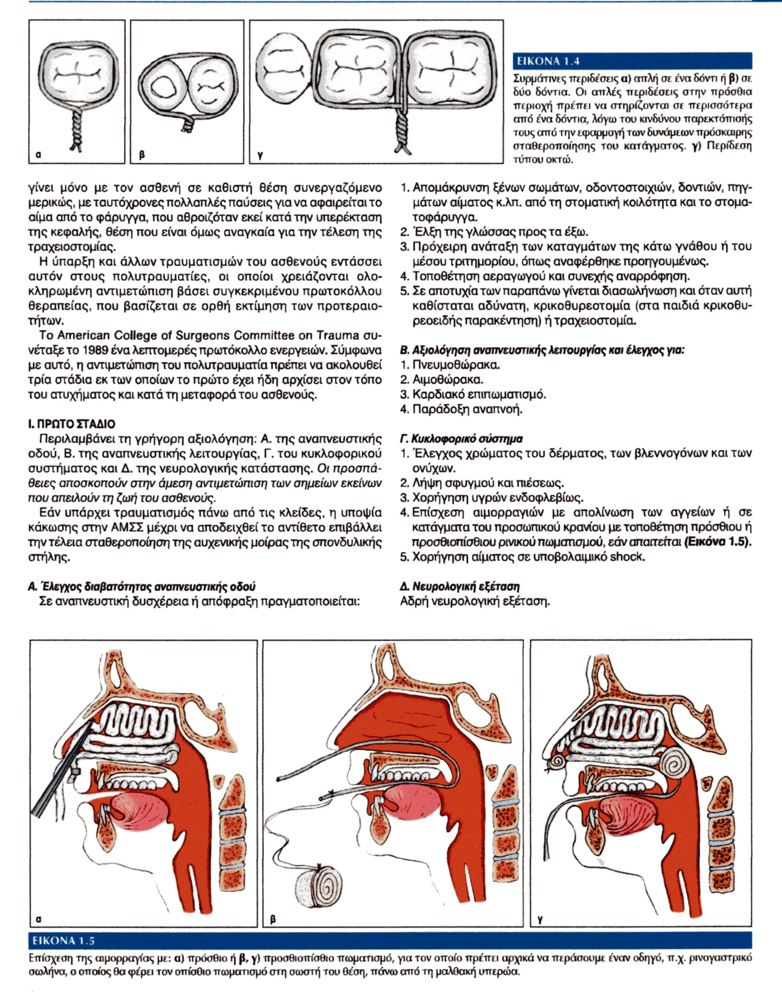 α
β
γ
ΕΙΚΟΝΑ 1.4
Συρμάτινες περιδέσεις α) απλή σε ένα δόντι ή β) σε
δύο δόντια. Οι απλές περιδέσεις στην πρόσθια
περιοχή πρέπει να στηρίζονται σε περισσότερα
από ένα δόντια, λόγω του κινδύνου παρεκτόπισής
τους από την εφαρμογή των δυνάμεων πρόσκαιρης
σταθεροποίησης του κατάγματος. γ) Περίδεση
τύπου οκτώ.
γίνει μόνο με τον ασθενή σε καθιστή θέση συνεργαζόμενο
μερικώς, με ταυτόχρονες πολλαπλές παύσεις για να αφαιρείται το
αίμα από το φάρυγγα, που αθροιζόταν εκεί κατά την υπερέκταση
της κεφαλής, θέση που είναι όμως αναγκαία για την τέλεση της
τραχειοστομίας.
Η ύπαρξη και άλλων τραυματισμών του ασθενούς εντάσσει
αυτόν στους πολυτραυματίες, οι οποίοι χρειάζονται ολο-
κληρωμένη αντιμετώπιση βάσει συγκεκριμένου πρωτοκόλλου
θεραπείας, που βασίζεται σε ορθή εκτίμηση των προτεραιο-
τήτων.
Το American College of Surgeons Committee on Trauma συ-
νέταξε το 1989 ένα λεπτομερές πρωτόκολλο ενεργειών. Σύμφωνα
με αυτό, η αντιμετώπιση του πολυτραυματία πρέπει να ακολουθεί
τρία στάδια εκ των οποίων το πρώτο έχει ήδη αρχίσει στον τόπο
του ατυχήματος και κατά τη μεταφορά του ασθενούς.
Ι. ΠΡΩΤΟ ΣΤΑΔΙΟ
Περιλαμβάνει τη γρήγορη αξιολόγηση: Α. της αναπνευστικής
οδού, Β. της αναπνευστικής λειτουργίας, Γ. του κυκλοφορικού
συστήματος και Δ. της νευρολογικής κατάστασης. Οι προσπά-
θειες αποσκοπούν στην άμεση αντιμετώπιση των σημείων εκείνων
που απειλούν τη ζωή του ασθενούς.
Εάν υπάρχει τραυματισμός πάνω από τις κλείδες, η υποψία
κάκωσης στην ΑΜΣΣ μέχρι να αποδειχθεί το αντίθετο επιβάλλει
την τέλεια σταθεροποίηση της αυχενικής μοίρας της σπονδυλικής
στήλης.
Α. Έλεγχος διαβατότητας αναπνευστικής οδού
Σε αναπνευστική δυσχέρεια ή απόφραξη πραγματοποιείται:
1. Απομάκρυνση ξένων σωμάτων, οδοντοστοιχιών, δοντιών, πηγ-
μάτων αίματος κ.λπ. από τη στοματική κοιλότητα και το στομα-
τοφάρυγγα.
2. Έλξη της γλώσσας προς τα έξω.
3. Πρόχειρη ανάταξη των καταγμάτων της κάτω γνάθου ή του
μέσου τριτημορίου, όπως αναφέρθηκε προηγουμένως.
4. Τοποθέτηση αεραγωγού και συνεχής αναρρόφηση.
5. Σε αποτυχία των παραπάνω γίνεται διασωλήνωση και όταν αυτή
καθίσταται αδύνατη, κρικοθυρεοτομία (στα παιδιά κρικοθυ-
ρεοειδής παρακέντηση) ή τραχειοστομία.
Β. Αξιολόγηση αναπνευστικής λειτουργίας και έλεγχος για:
1. Πνευμοθώρακα.
2. Αιμοθώρακα.
3. Καρδιακό επιπωματισμό.
4. Παράδοξη αναπνοή.
Γ. Κυκλοφορικό σύστημα
1. Έλεγχος χρώματος του δέρματος, των βλεννογόνων και των
ονύχων.
2. Λήψη σφυγμού και πιέσεως.
3. Χορήγηση υγρών ενδοφλεβίως.
4. Επίσχεση αιμορραγιών με απολίνωση των αγγείων ή σε
κατάγματα του προσωπικού κρανίου με τοποθέτηση πρόσθιου ή
προσθιοπίσθιου ρινικού πωματισμού, εάν απαιτείται (Εικόνα 1.5).
5. Χορήγηση αίματος σε υποβολαιμικό shock.
Δ. Νευρολογική εξέταση
Αδρή νευρολογική εξέταση.
α
β
γ
ΕΙΚΟΝΑ 1.5
Επίσχεση της αιμορραγίας με: α) πρόσθιο ή β, γ) προσθιοπίσθιο πωματισμό, για τον οποίο πρέπει αρχικά να περάσουμε έναν οδηγό, π.χ. ρινογαστρικό
σωλήνα, ο οποίος θα φέρει τον οπίσθιο πωματισμό στη σωστή του θέση, πάνω από τη μαλθακή υπερώα.